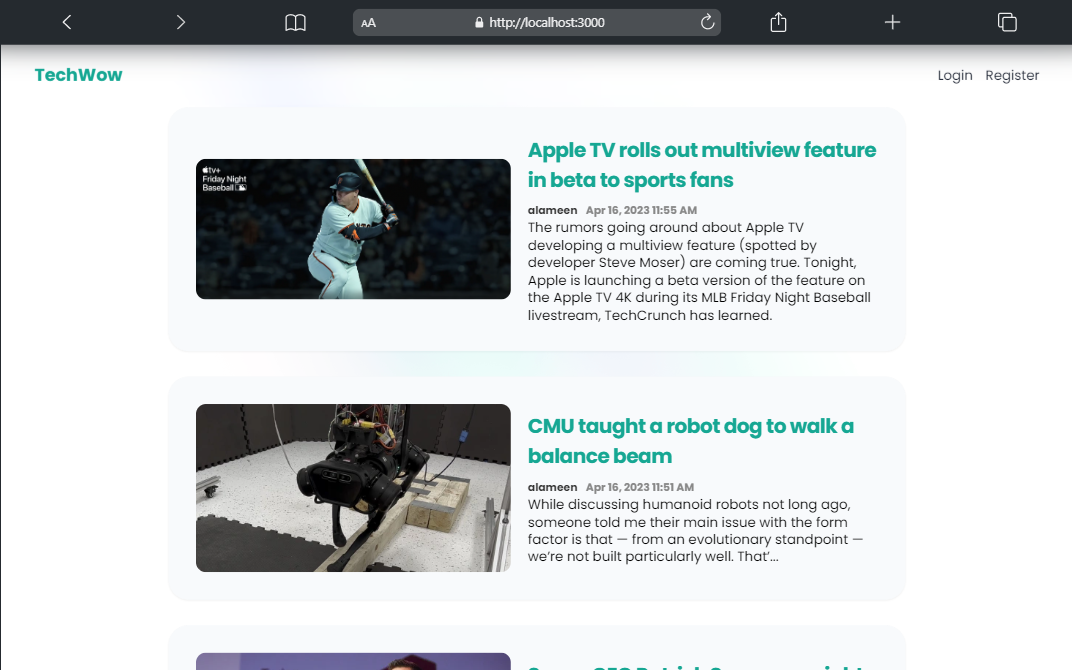 AA http://localhost:3000
TechWow
Login Register
tv+
Friday Night
Baseball
Apple TV rolls out multiview feature
in beta to sports fans
alameen Apr 16, 2023 11:55 AM
The rumors going around about Apple TV
developing a multiview feature (spotted by
developer Steve Moser) are coming true. Tonight,
Apple is launching a beta version of the feature on
the Apple TV 4K during its MLB Friday Night Baseball
livestream, TechCrunch has learned.
CMU taught a robot dog to walk a
balance beam
alameen Apr 16, 2023 11:51 AM
While discussing humanoid robots not long ago,
someone told me their main issue with the form
factor is that — from an evolutionary standpoint —
we’re not built particularly well. That’...